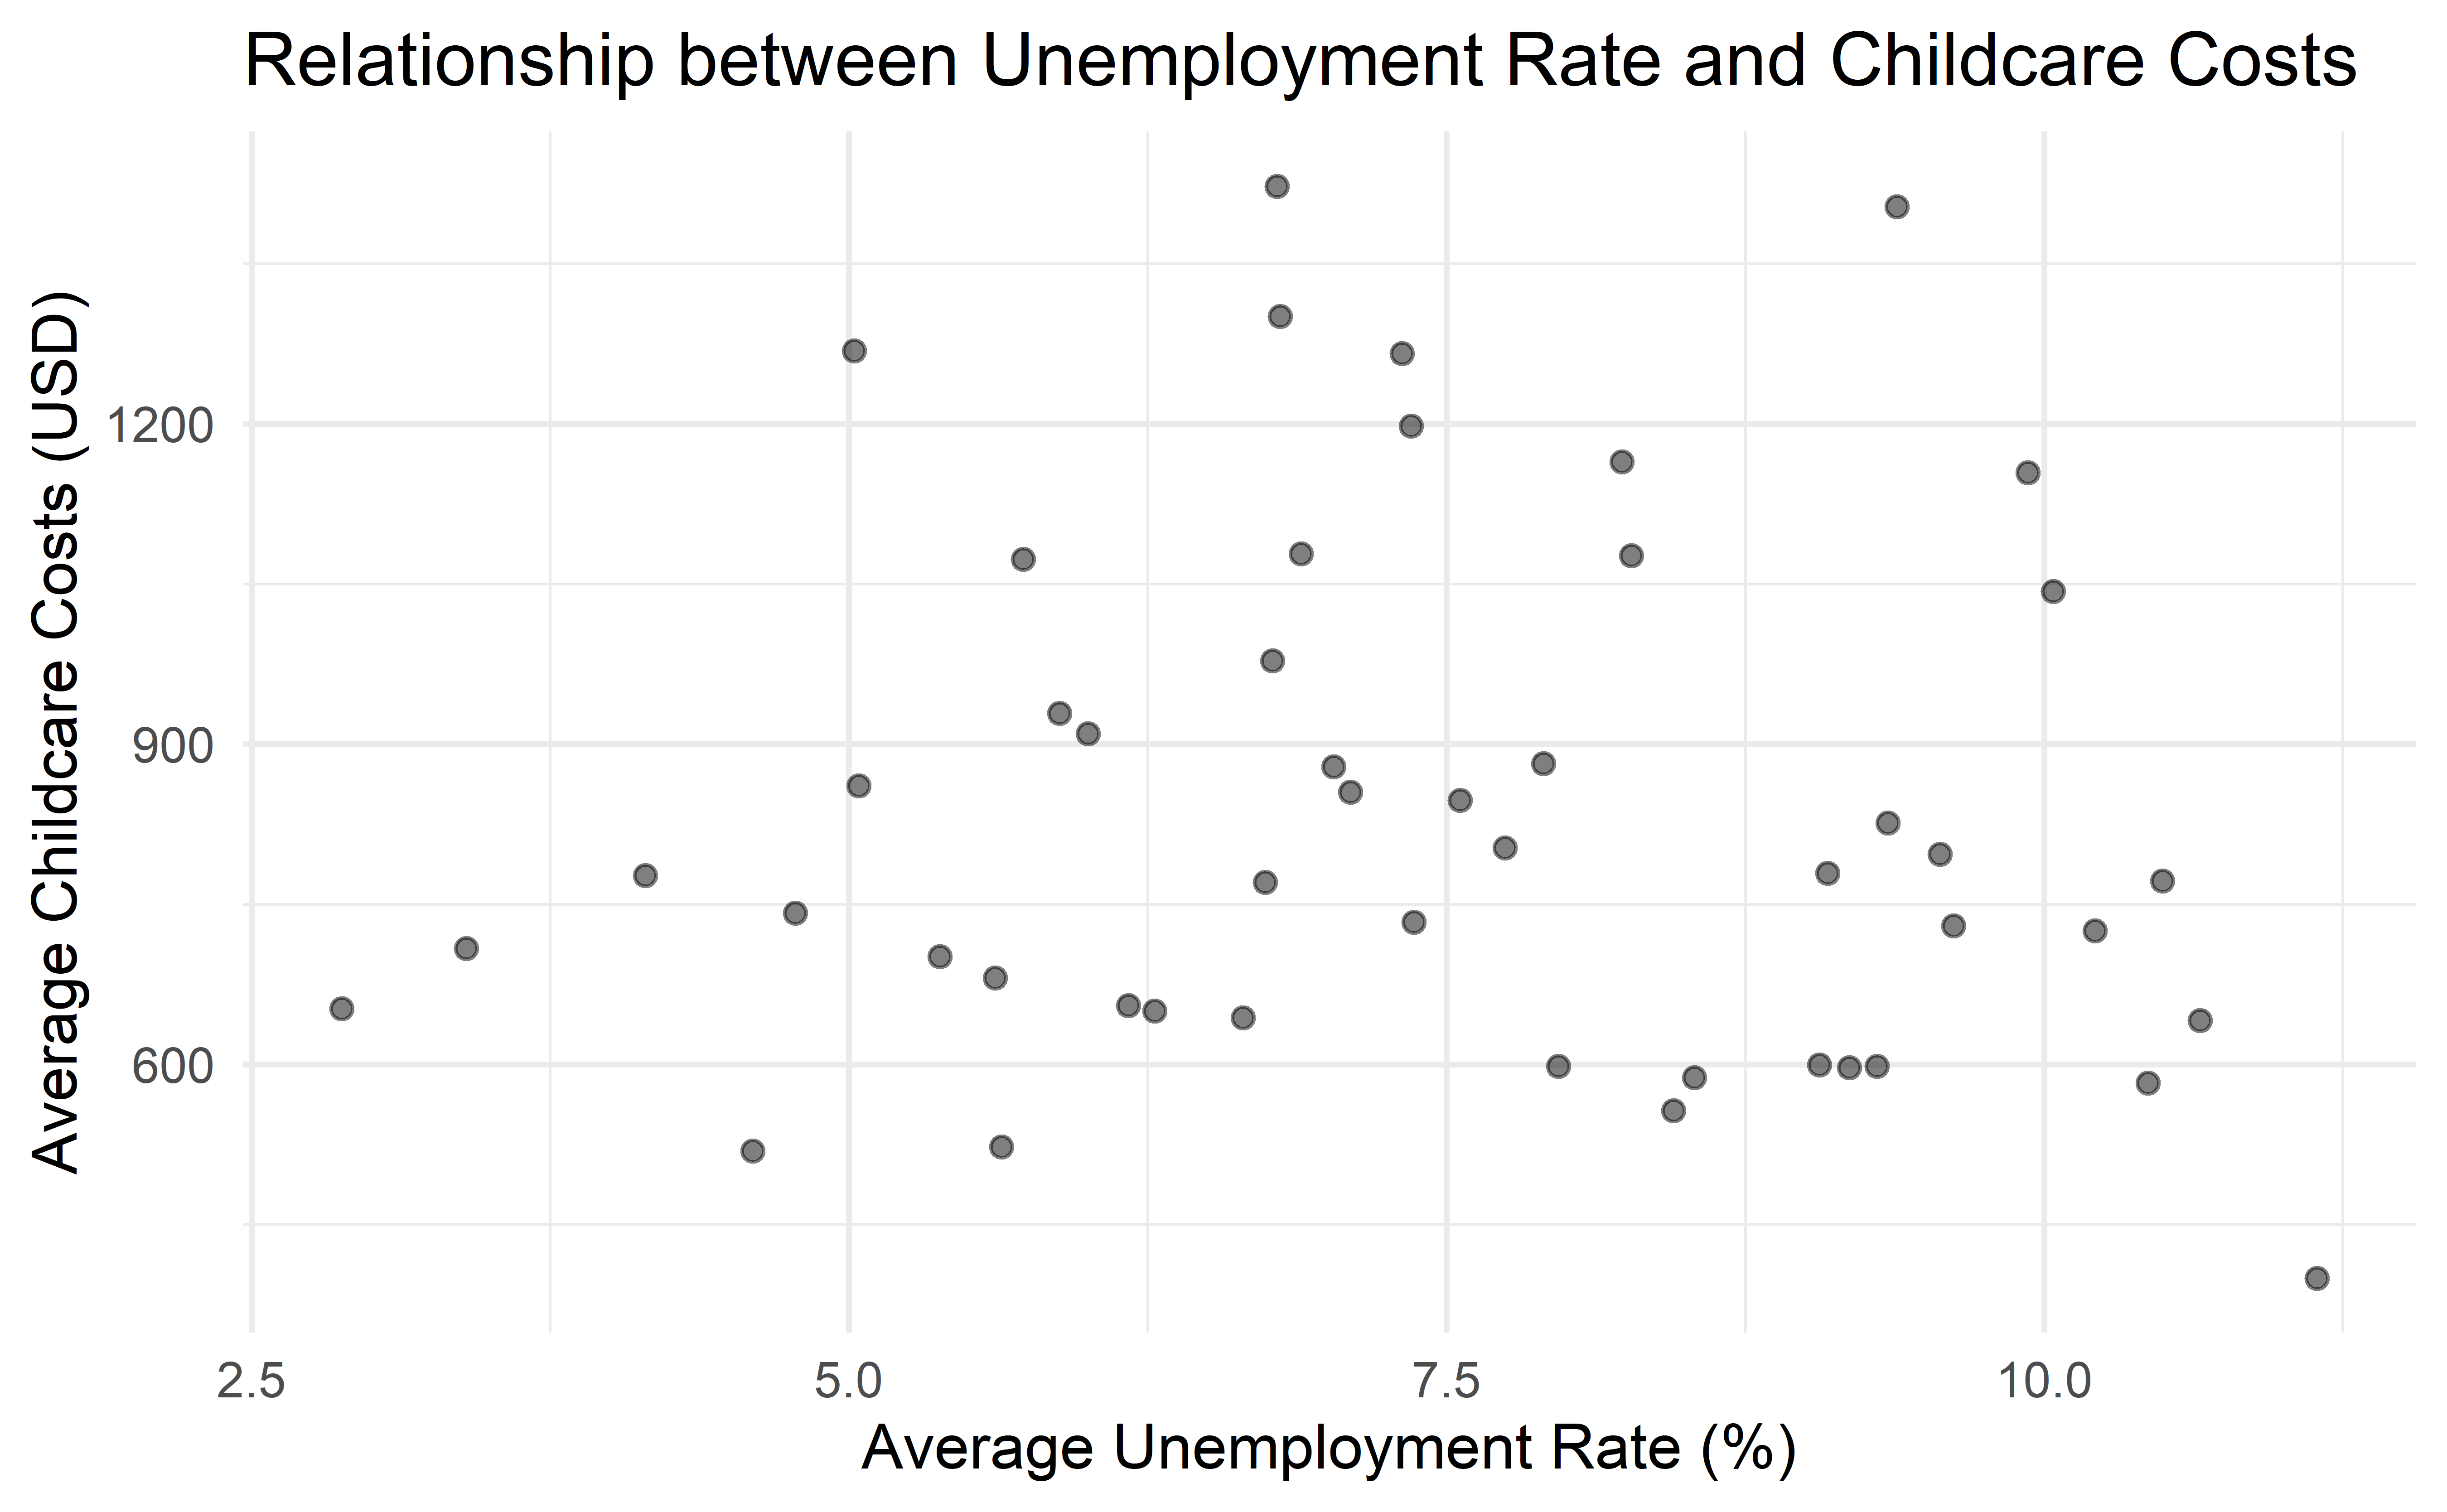 Relationship between Unemployment Rate and Childcare Costs
Average Childcare Costs (USD)
1200
900
600
2.5 5.0 7.5 10.0
Average Unemployment Rate (%)